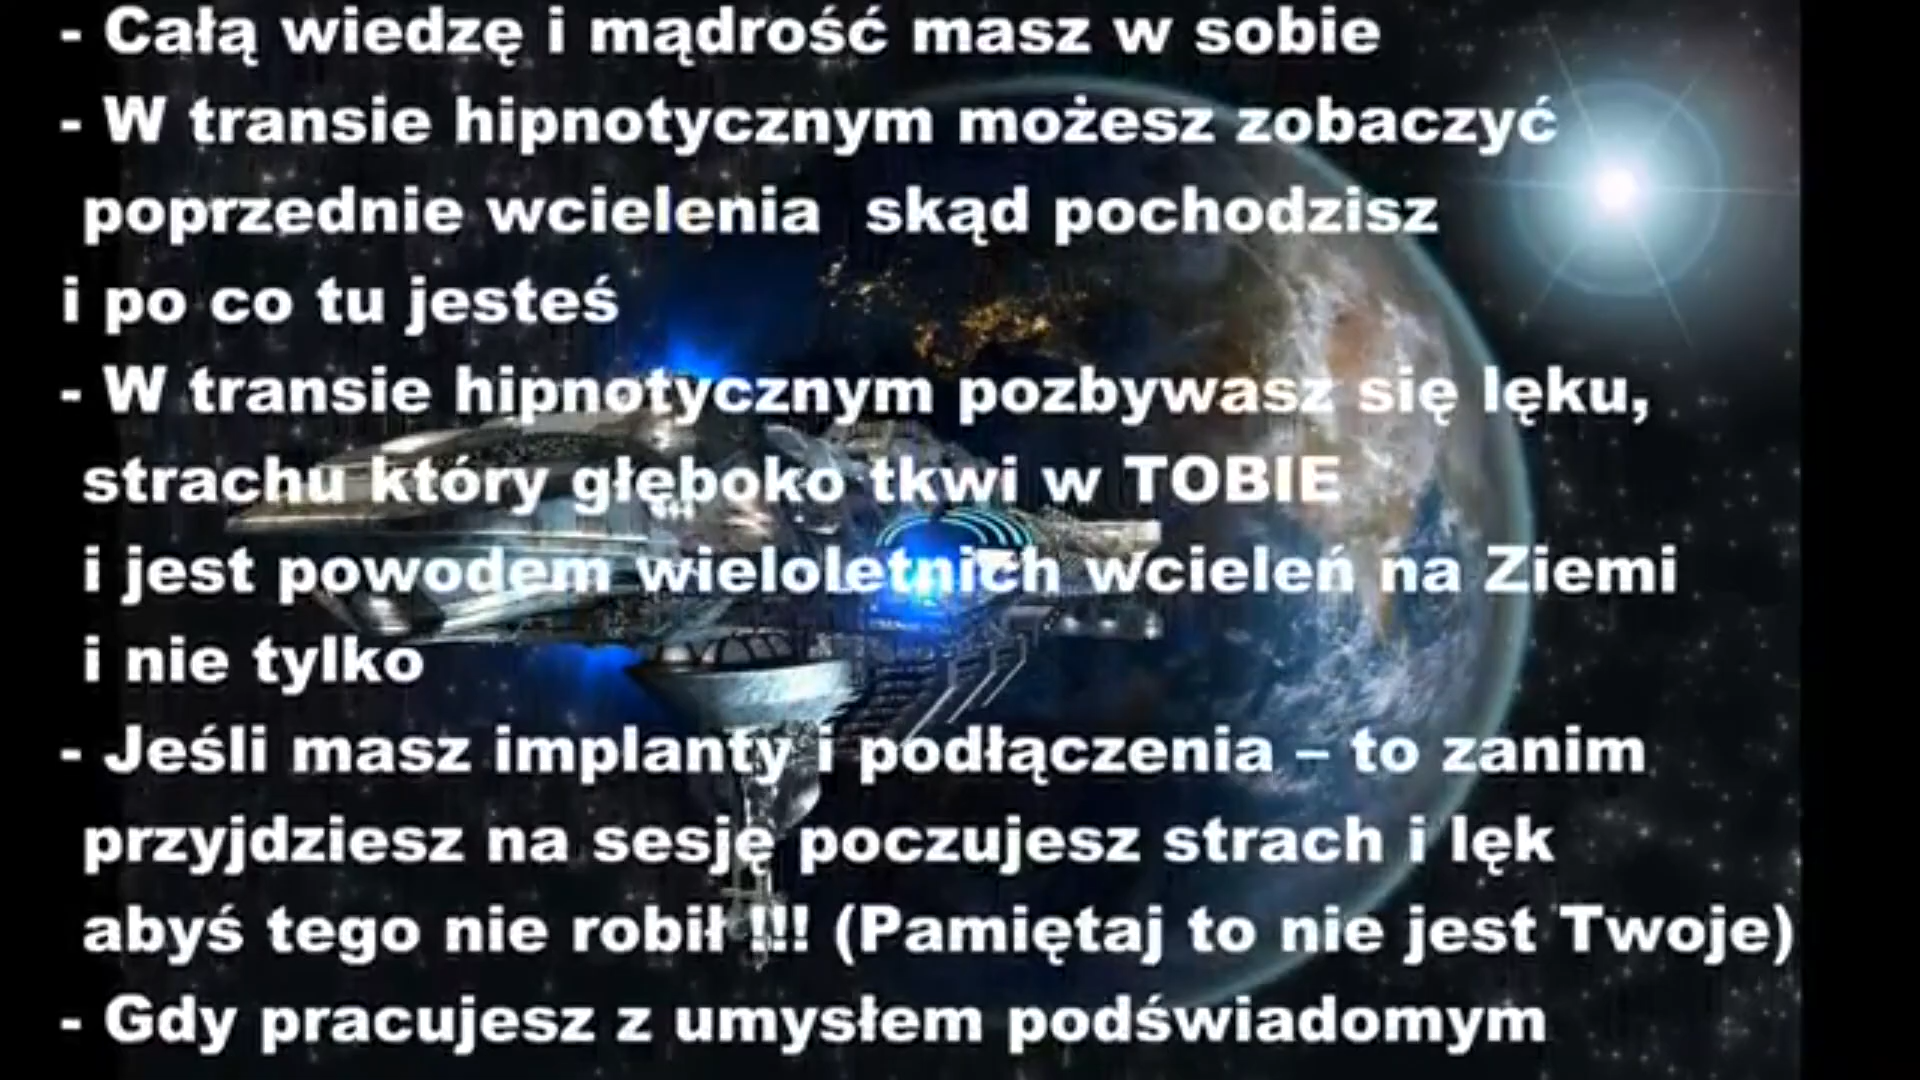 - Całą wiedzę i mądrość masz w sobie
- W transie hipnotycznym możesz zobaczyć
poprzednie wcielenia  skąd pochodzisz
i po co tu jesteś
- W transie hipnotycznym pozbywasz się lęku,
strachu który głęboko tkwi w TOBIE
i jest powodem wieloletnich wcieleń na Ziemi
i nie tylko
- Jeśli masz implanty i podłączenia – to zanim
przyjdziesz na sesję poczujesz strach i lęk
abyś tego nie robił !!! (Pamiętaj to nie jest Twoje)
- Gdy pracujesz z umysłem podświadomym